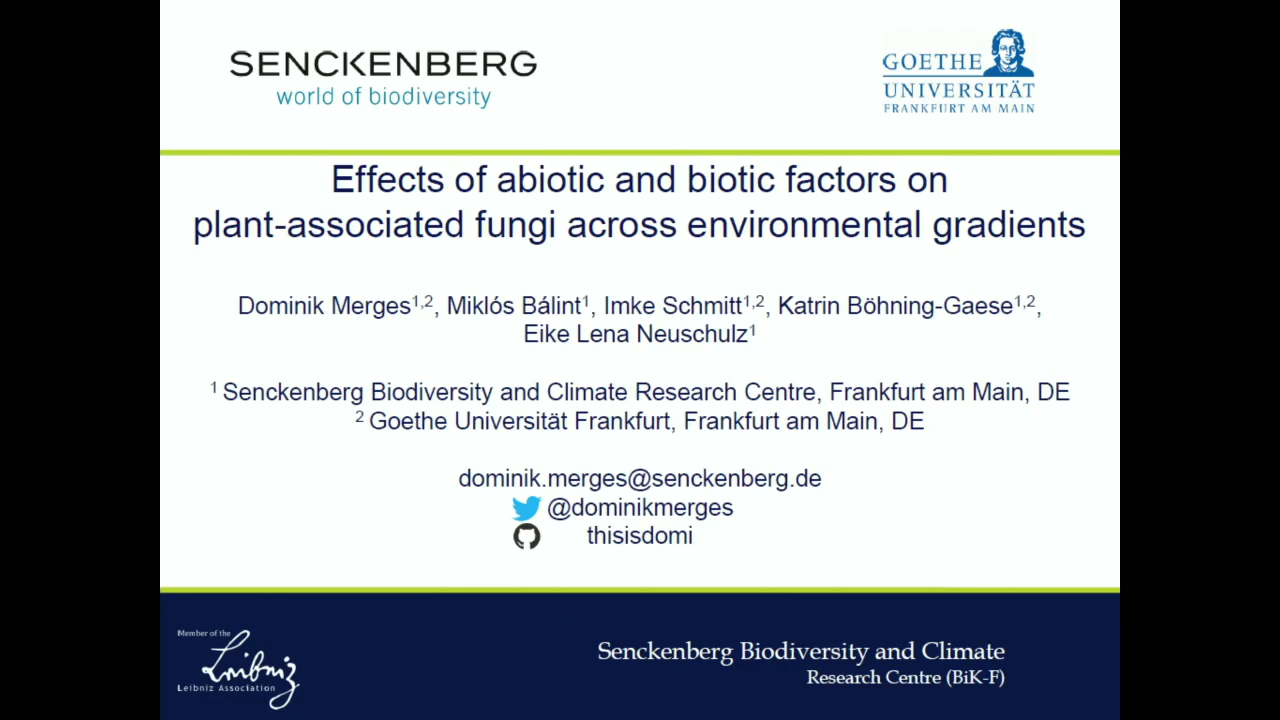 SENCKENBERG
world of biodiversity
GOETHE
UNIVERSITÄT
FRANKFURT AM MAIN
Effects of abiotic and biotic factors on
plant-associated fungi across environmental gradients
Dominik Merges¹,², Miklós Bálint¹, Imke Schmitt¹,², Katrin Böhning-Gaese¹,²,
Eike Lena Neuschulz¹
¹ Senckenberg Biodiversity and Climate Research Centre, Frankfurt am Main, DE
² Goethe Universität Frankfurt, Frankfurt am Main, DE
dominik.merges@senckenberg.de
@dominikmerges
thisisdomi
Member of the
Leibniz
Leibniz Association
Senckenberg Biodiversity and Climate
Research Centre (BiK-F)